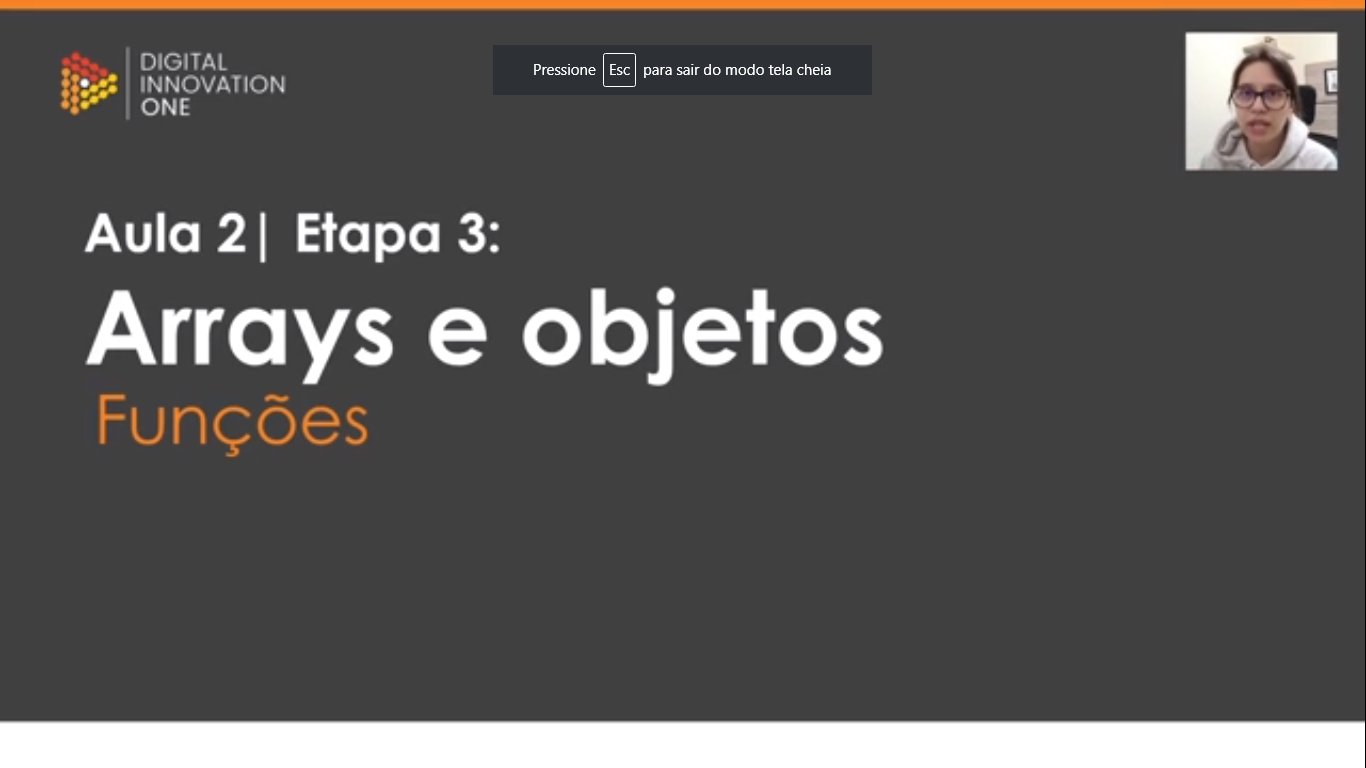 DIGITAL
INNOVATION
ONE
Pressione Esc para sair do modo tela cheia
Aula 2| Etapa 3:
Arrays e objetos
Funções